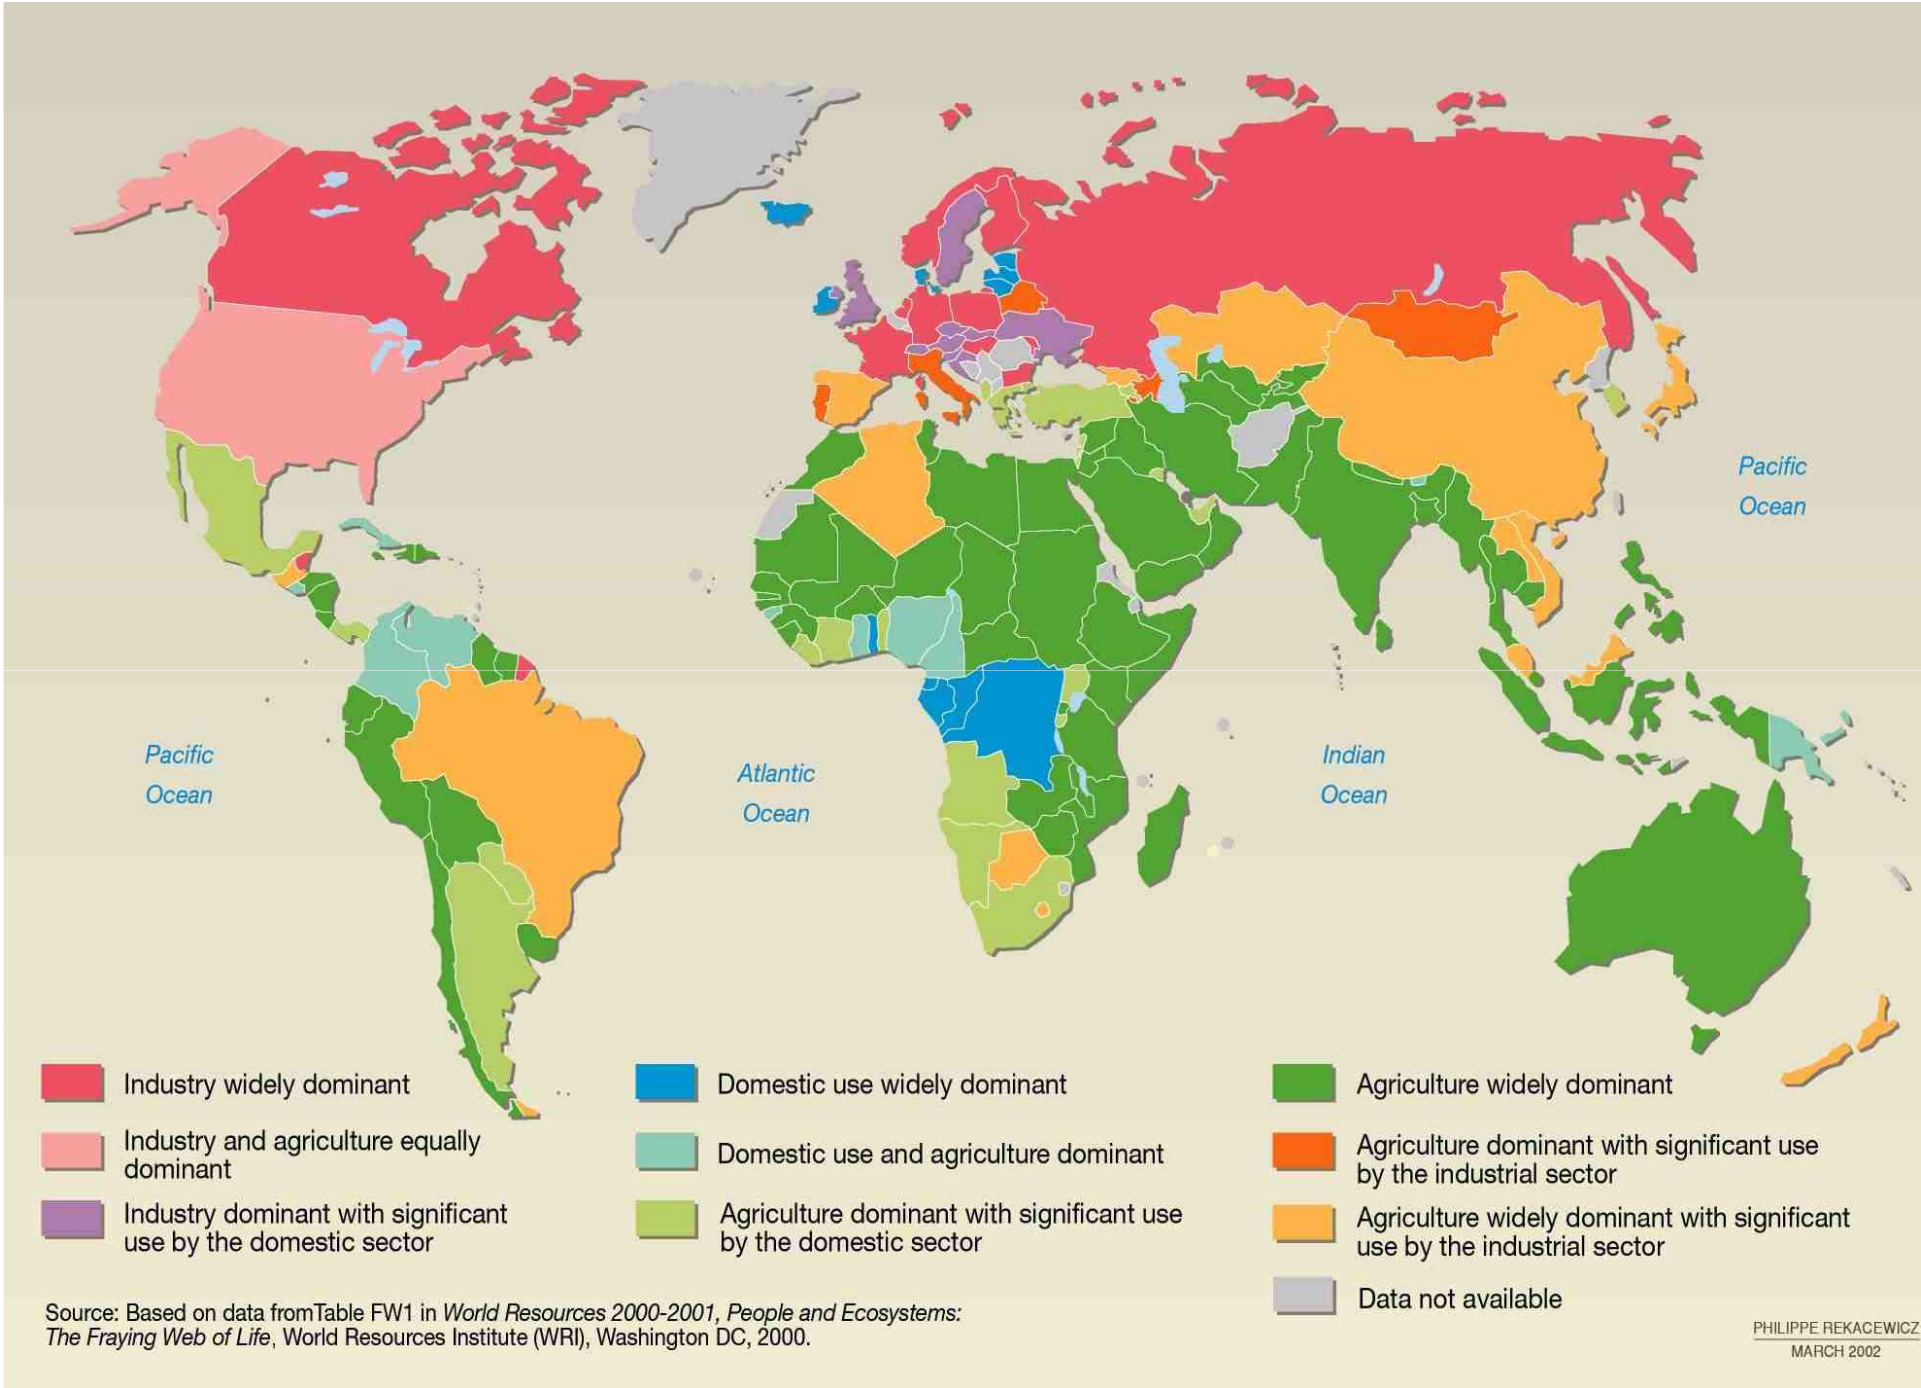 Pacific
Ocean
Pacific
Ocean
Atlantic
Ocean
Indian
Ocean
Industry widely dominant
Industry and agriculture equally
dominant
Industry dominant with significant
use by the domestic sector
Domestic use widely dominant
Domestic use and agriculture dominant
Agriculture dominant with significant use
by the domestic sector
Agriculture widely dominant
Agriculture dominant with significant use
by the industrial sector
Agriculture widely dominant with significant
use by the industrial sector
Data not available
Source: Based on data fromTable FW1 in World Resources 2000-2001, People and Ecosystems:
The Fraying Web of Life, World Resources Institute (WRI), Washington DC, 2000.
PHILIPPE REKACEWICZ
MARCH 2002